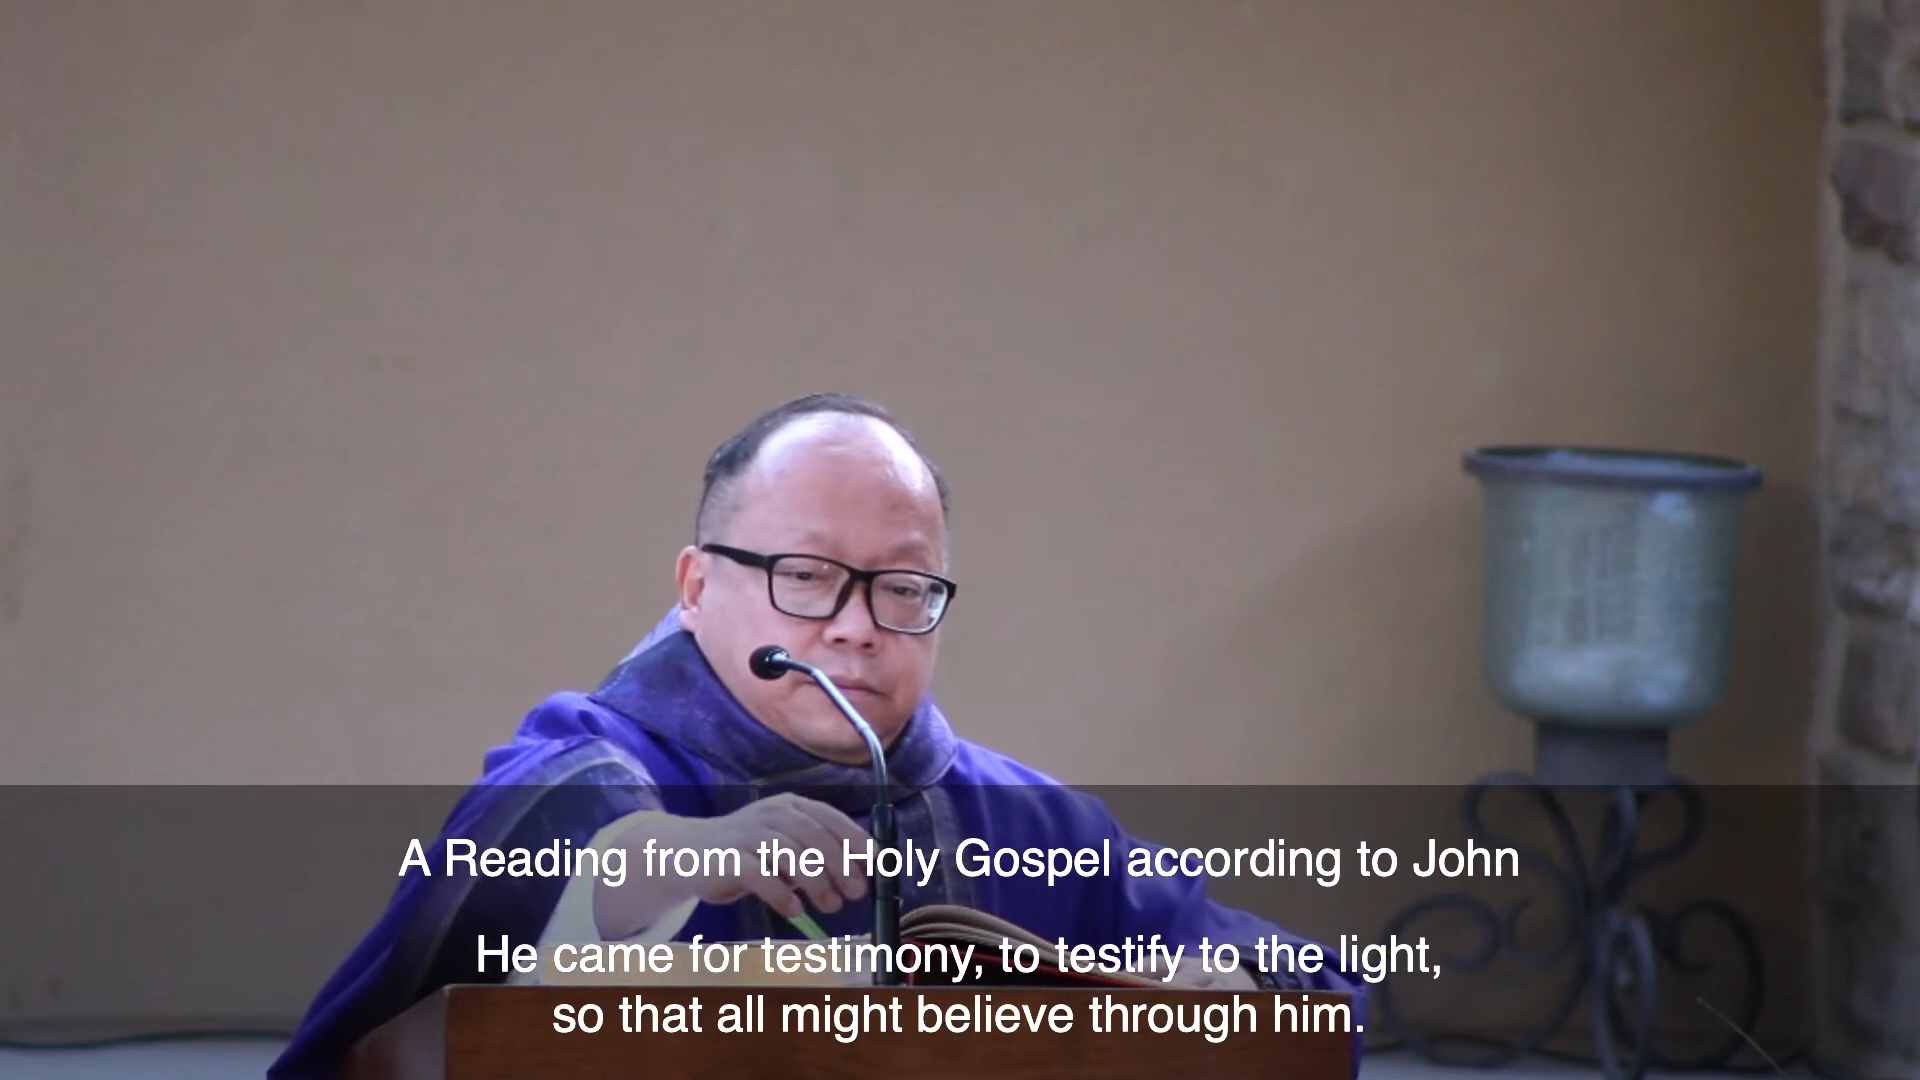 A Reading from the Holy Gospel according to John
He came for testimony, to testify to the light,
so that all might believe through him.